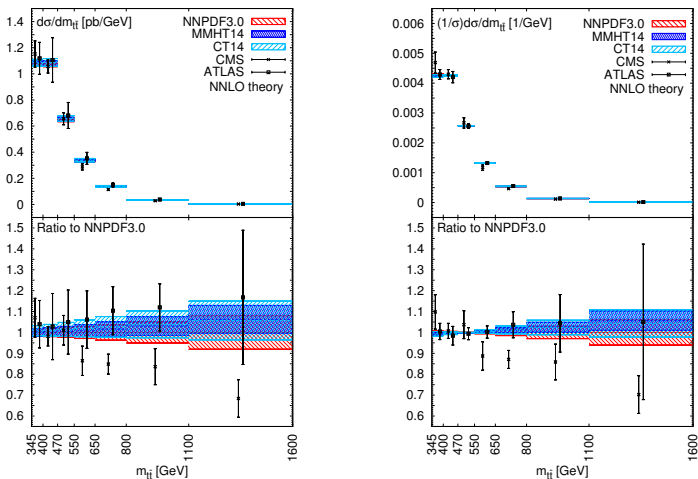 dσ/dm_tt̄ [pb/GeV]
NNPDF3.0
MMHT14
CT14
CMS
ATLAS
NNLO theory
1.4
1.2
1
0.8
0.6
0.4
0.2
0
Ratio to NNPDF3.0
1.5
1.4
1.3
1.2
1.1
1
0.9
0.8
0.7
0.6
345
400
470
550
650
800
1100
1600
m_tt̄ [GeV]
(1/σ)dσ/dm_tt̄ [1/GeV]
NNPDF3.0
MMHT14
CT14
CMS
ATLAS
NNLO theory
0.006
0.005
0.004
0.003
0.002
0.001
0
Ratio to NNPDF3.0
1.5
1.4
1.3
1.2
1.1
1
0.9
0.8
0.7
0.6
345
400
470
550
650
800
1100
1600
m_tt̄ [GeV]